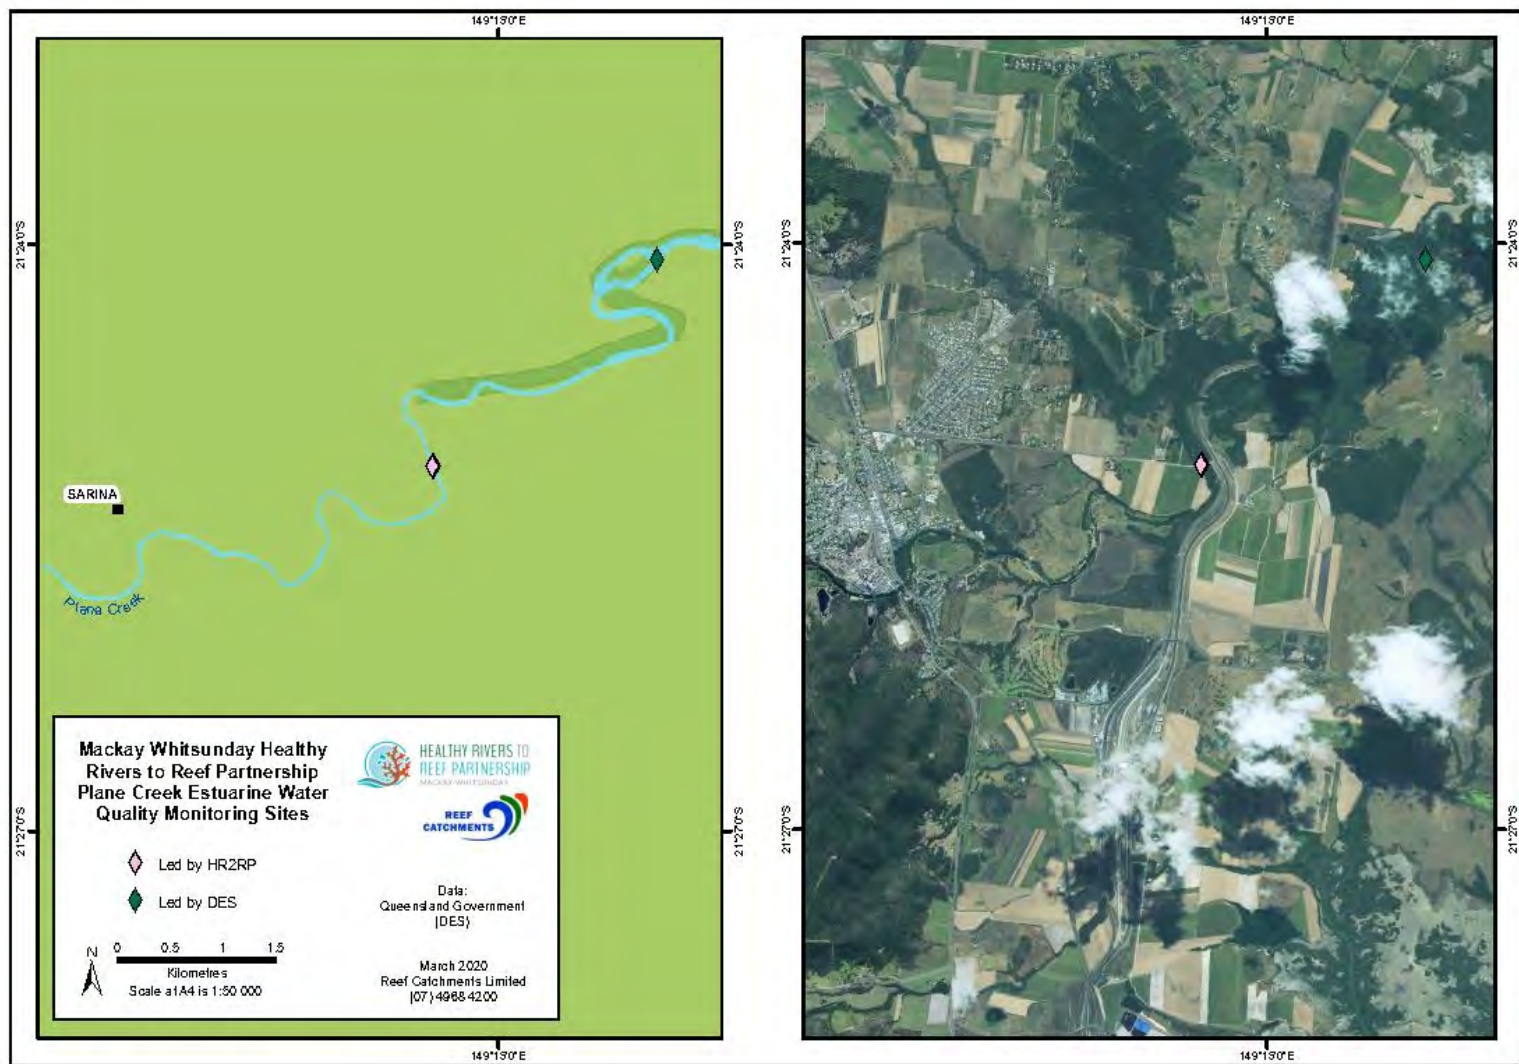 149°13'0"E
149°13'0"E
21°24'0"S
21°24'0"S
21°24'0"S
21°24'0"S
SARINA
Plane Creek
21°27'0"S
21°27'0"S
21°27'0"S
21°27'0"S
Mackay Whitsunday Healthy
Rivers to Reef Partnership
Plane Creek Estuarine Water
Quality Monitoring Sites
HEALTHY RIVERS TO
REEF PARTNERSHIP
MACKAY-WHITSUNDAY
REEF
CATCHMENTS
Led by HR2RP
Led by DES
Data:
Queensland Government
(DES)
N
0 0.5 1 1.5
Kilometres
Scale at A4 is 1:50 000
March 2020
Reef Catchments Limited
(07) 4968 4200
149°13'0"E
149°13'0"E